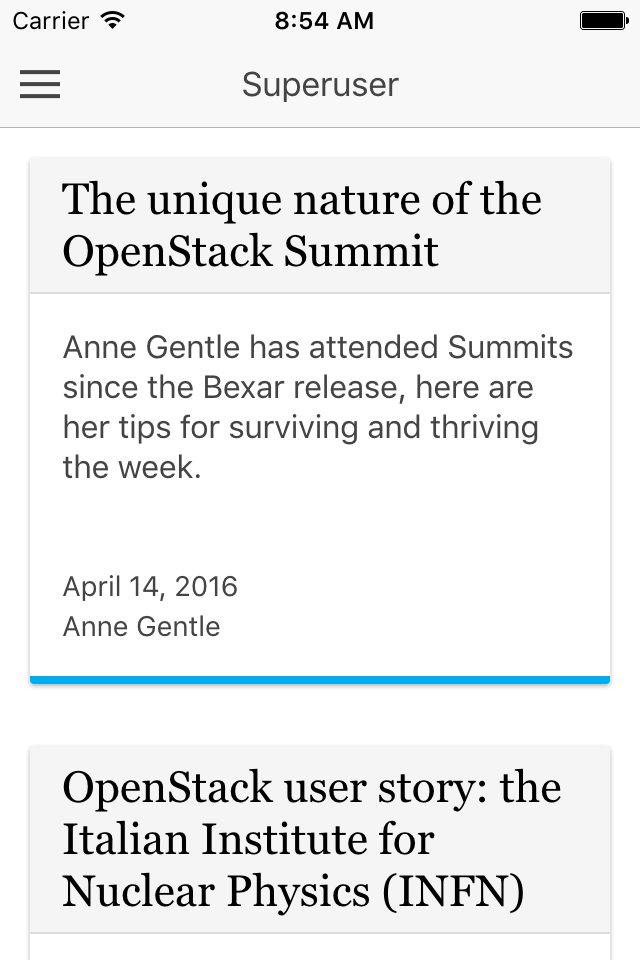 Carrier 8:54 AM
Superuser
The unique nature of the
OpenStack Summit
Anne Gentle has attended Summits
since the Bexar release, here are
her tips for surviving and thriving
the week.
April 14, 2016
Anne Gentle
OpenStack user story: the
Italian Institute for
Nuclear Physics (INFN)